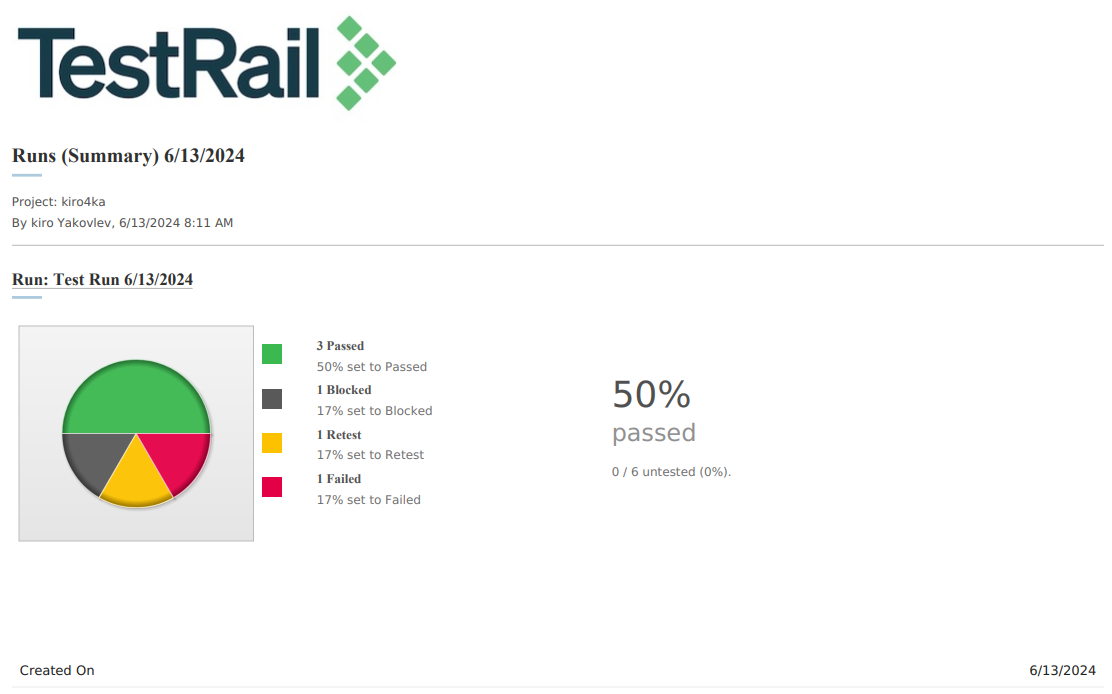 TestRail
Runs (Summary) 6/13/2024
Project: kiro4ka
By kiro Yakovlev, 6/13/2024 8:11 AM
Run: Test Run 6/13/2024
3 Passed
50% set to Passed
1 Blocked
17% set to Blocked
1 Retest
17% set to Retest
1 Failed
17% set to Failed
50%
passed
0 / 6 untested (0%).
Created On 6/13/2024